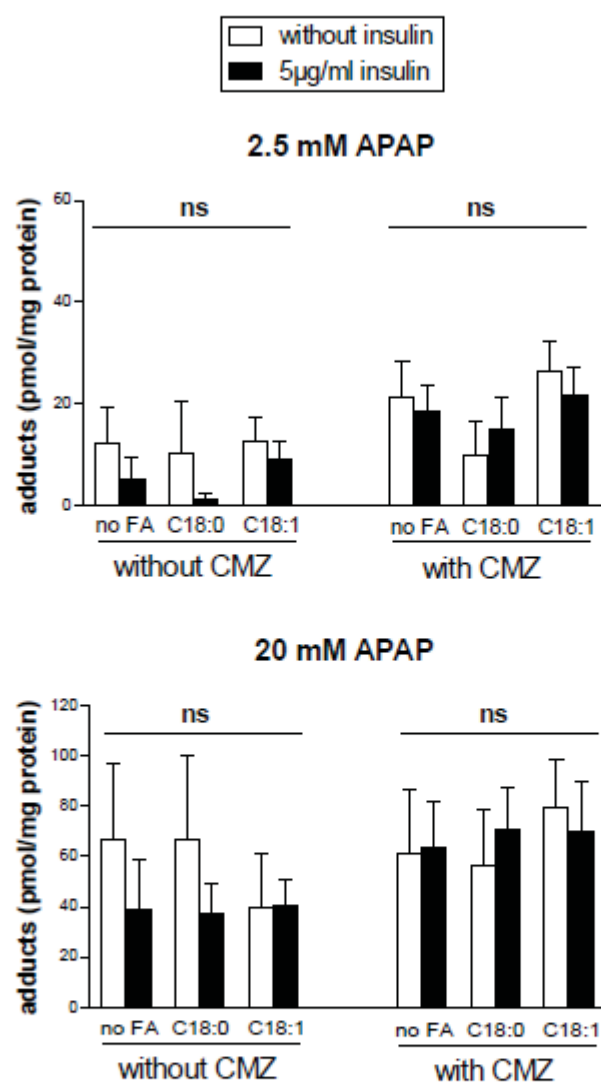 without insulin
5µg/ml insulin
2.5 mM APAP
adducts (pmol/mg protein)
60
40
20
0
ns
ns
no FA C18:0 C18:1
no FA C18:0 C18:1
without CMZ
with CMZ
20 mM APAP
adducts (pmol/mg protein)
120
100
80
60
40
20
0
ns
ns
no FA C18:0 C18:1
no FA C18:0 C18:1
without CMZ
with CMZ